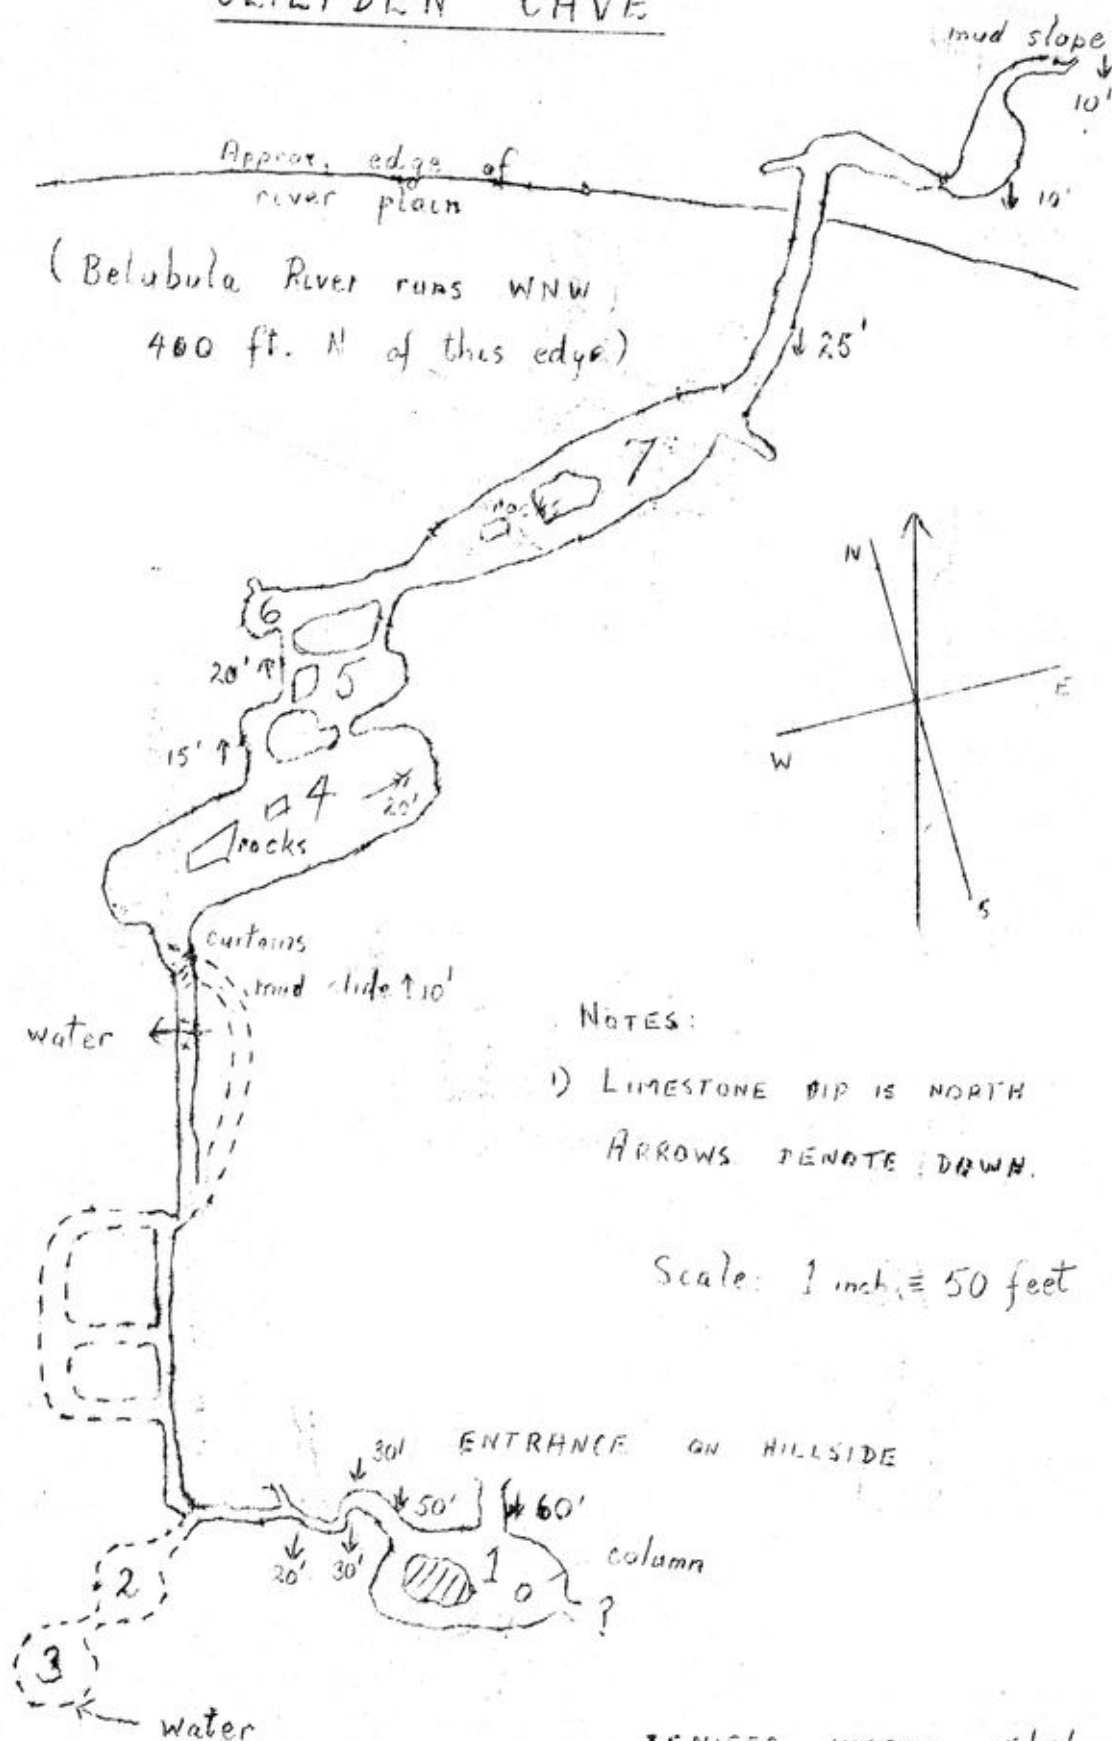 CAVE
mud slope
10'
Approx. edge of
river plain
10'
(Belubula River runs WNW
400 ft. N of this edge)
25'
7
6
20'
5
N
E
W
S
15'
4
20'
rocks
curtains
mud slide 10'
water
NOTES:
1) LIMESTONE DIP IS NORTH
ARROWS DENOTE DOWN.
Scale: 1 inch ≡ 50 feet
ENTRANCE ON HILLSIDE
30'
50'
60'
20'
30'
1
column
?
2
3
water